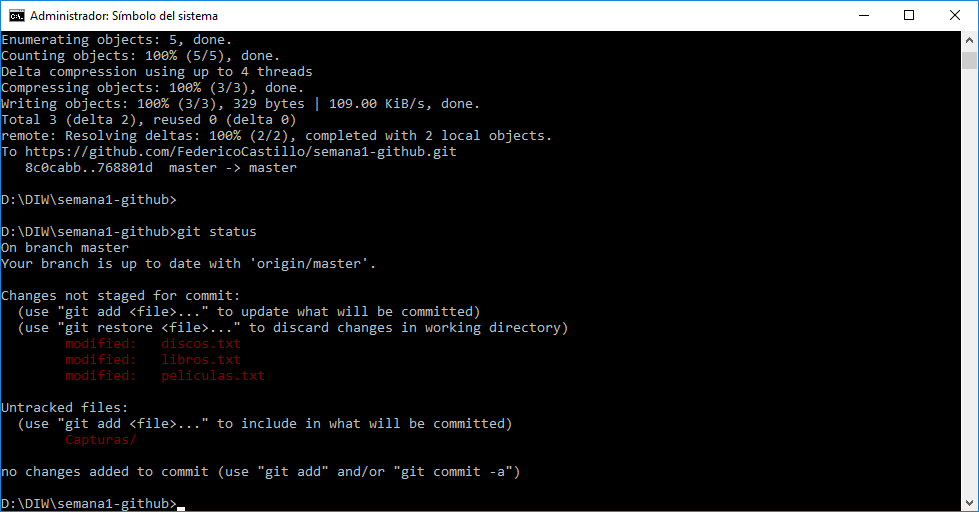 Administrador: Símbolo del sistema
Enumerating objects: 5, done.
Counting objects: 100% (5/5), done.
Delta compression using up to 4 threads
Compressing objects: 100% (3/3), done.
Writing objects: 100% (3/3), 329 bytes | 109.00 KiB/s, done.
Total 3 (delta 2), reused 0 (delta 0)
remote: Resolving deltas: 100% (2/2), completed with 2 local objects.
To https://github.com/FedericoCastillo/semana1-github.git
   8c0cabb..768801d  master -> master

D:\DIW\semana1-github>

D:\DIW\semana1-github>git status
On branch master
Your branch is up to date with 'origin/master'.

Changes not staged for commit:
  (use "git add <file>..." to update what will be committed)
  (use "git restore <file>..." to discard changes in working directory)
        modified:   discos.txt
        modified:   libros.txt
        modified:   peliculas.txt

Untracked files:
  (use "git add <file>..." to include in what will be committed)
        Capturas/

no changes added to commit (use "git add" and/or "git commit -a")

D:\DIW\semana1-github>